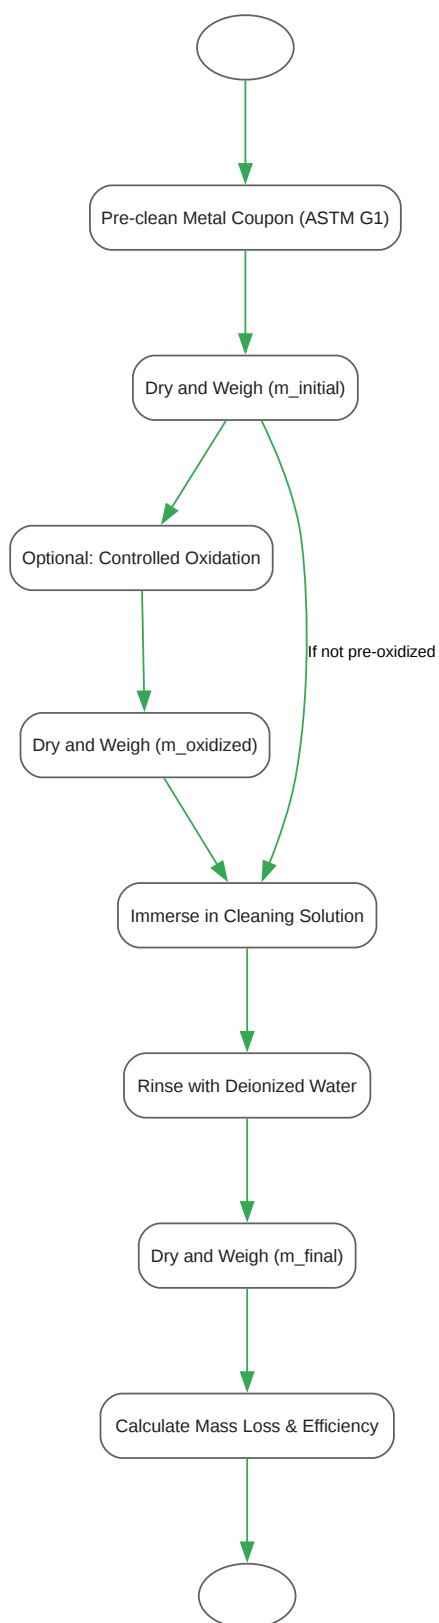 Pre-clean Metal Coupon (ASTM G1)
Dry and Weigh (m_initial)
Optional: Controlled Oxidation
If not pre-oxidized
Dry and Weigh (m_oxidized)
Immerse in Cleaning Solution
Rinse with Deionized Water
Dry and Weigh (m_final)
Calculate Mass Loss & Efficiency